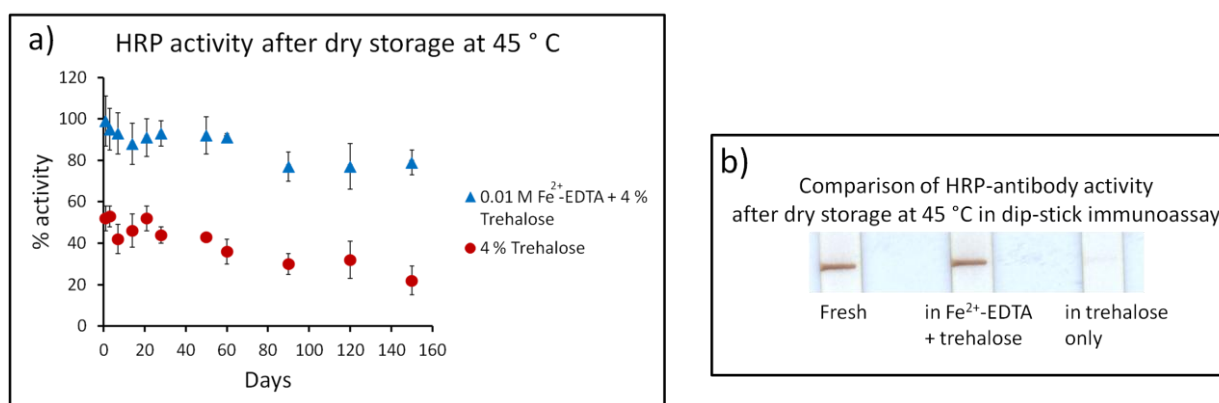 a)
HRP activity after dry storage at 45 ° C
120
100
80
60
40
20
0
% activity
0 20 40 60 80 100 120 140 160
Days
0.01 M Fe²⁺-EDTA + 4 %
Trehalose
4 % Trehalose
b)
Comparison of HRP-antibody activity
after dry storage at 45 °C in dip-stick immunoassay
Fresh
in Fe²⁺-EDTA
+ trehalose
in trehalose
only